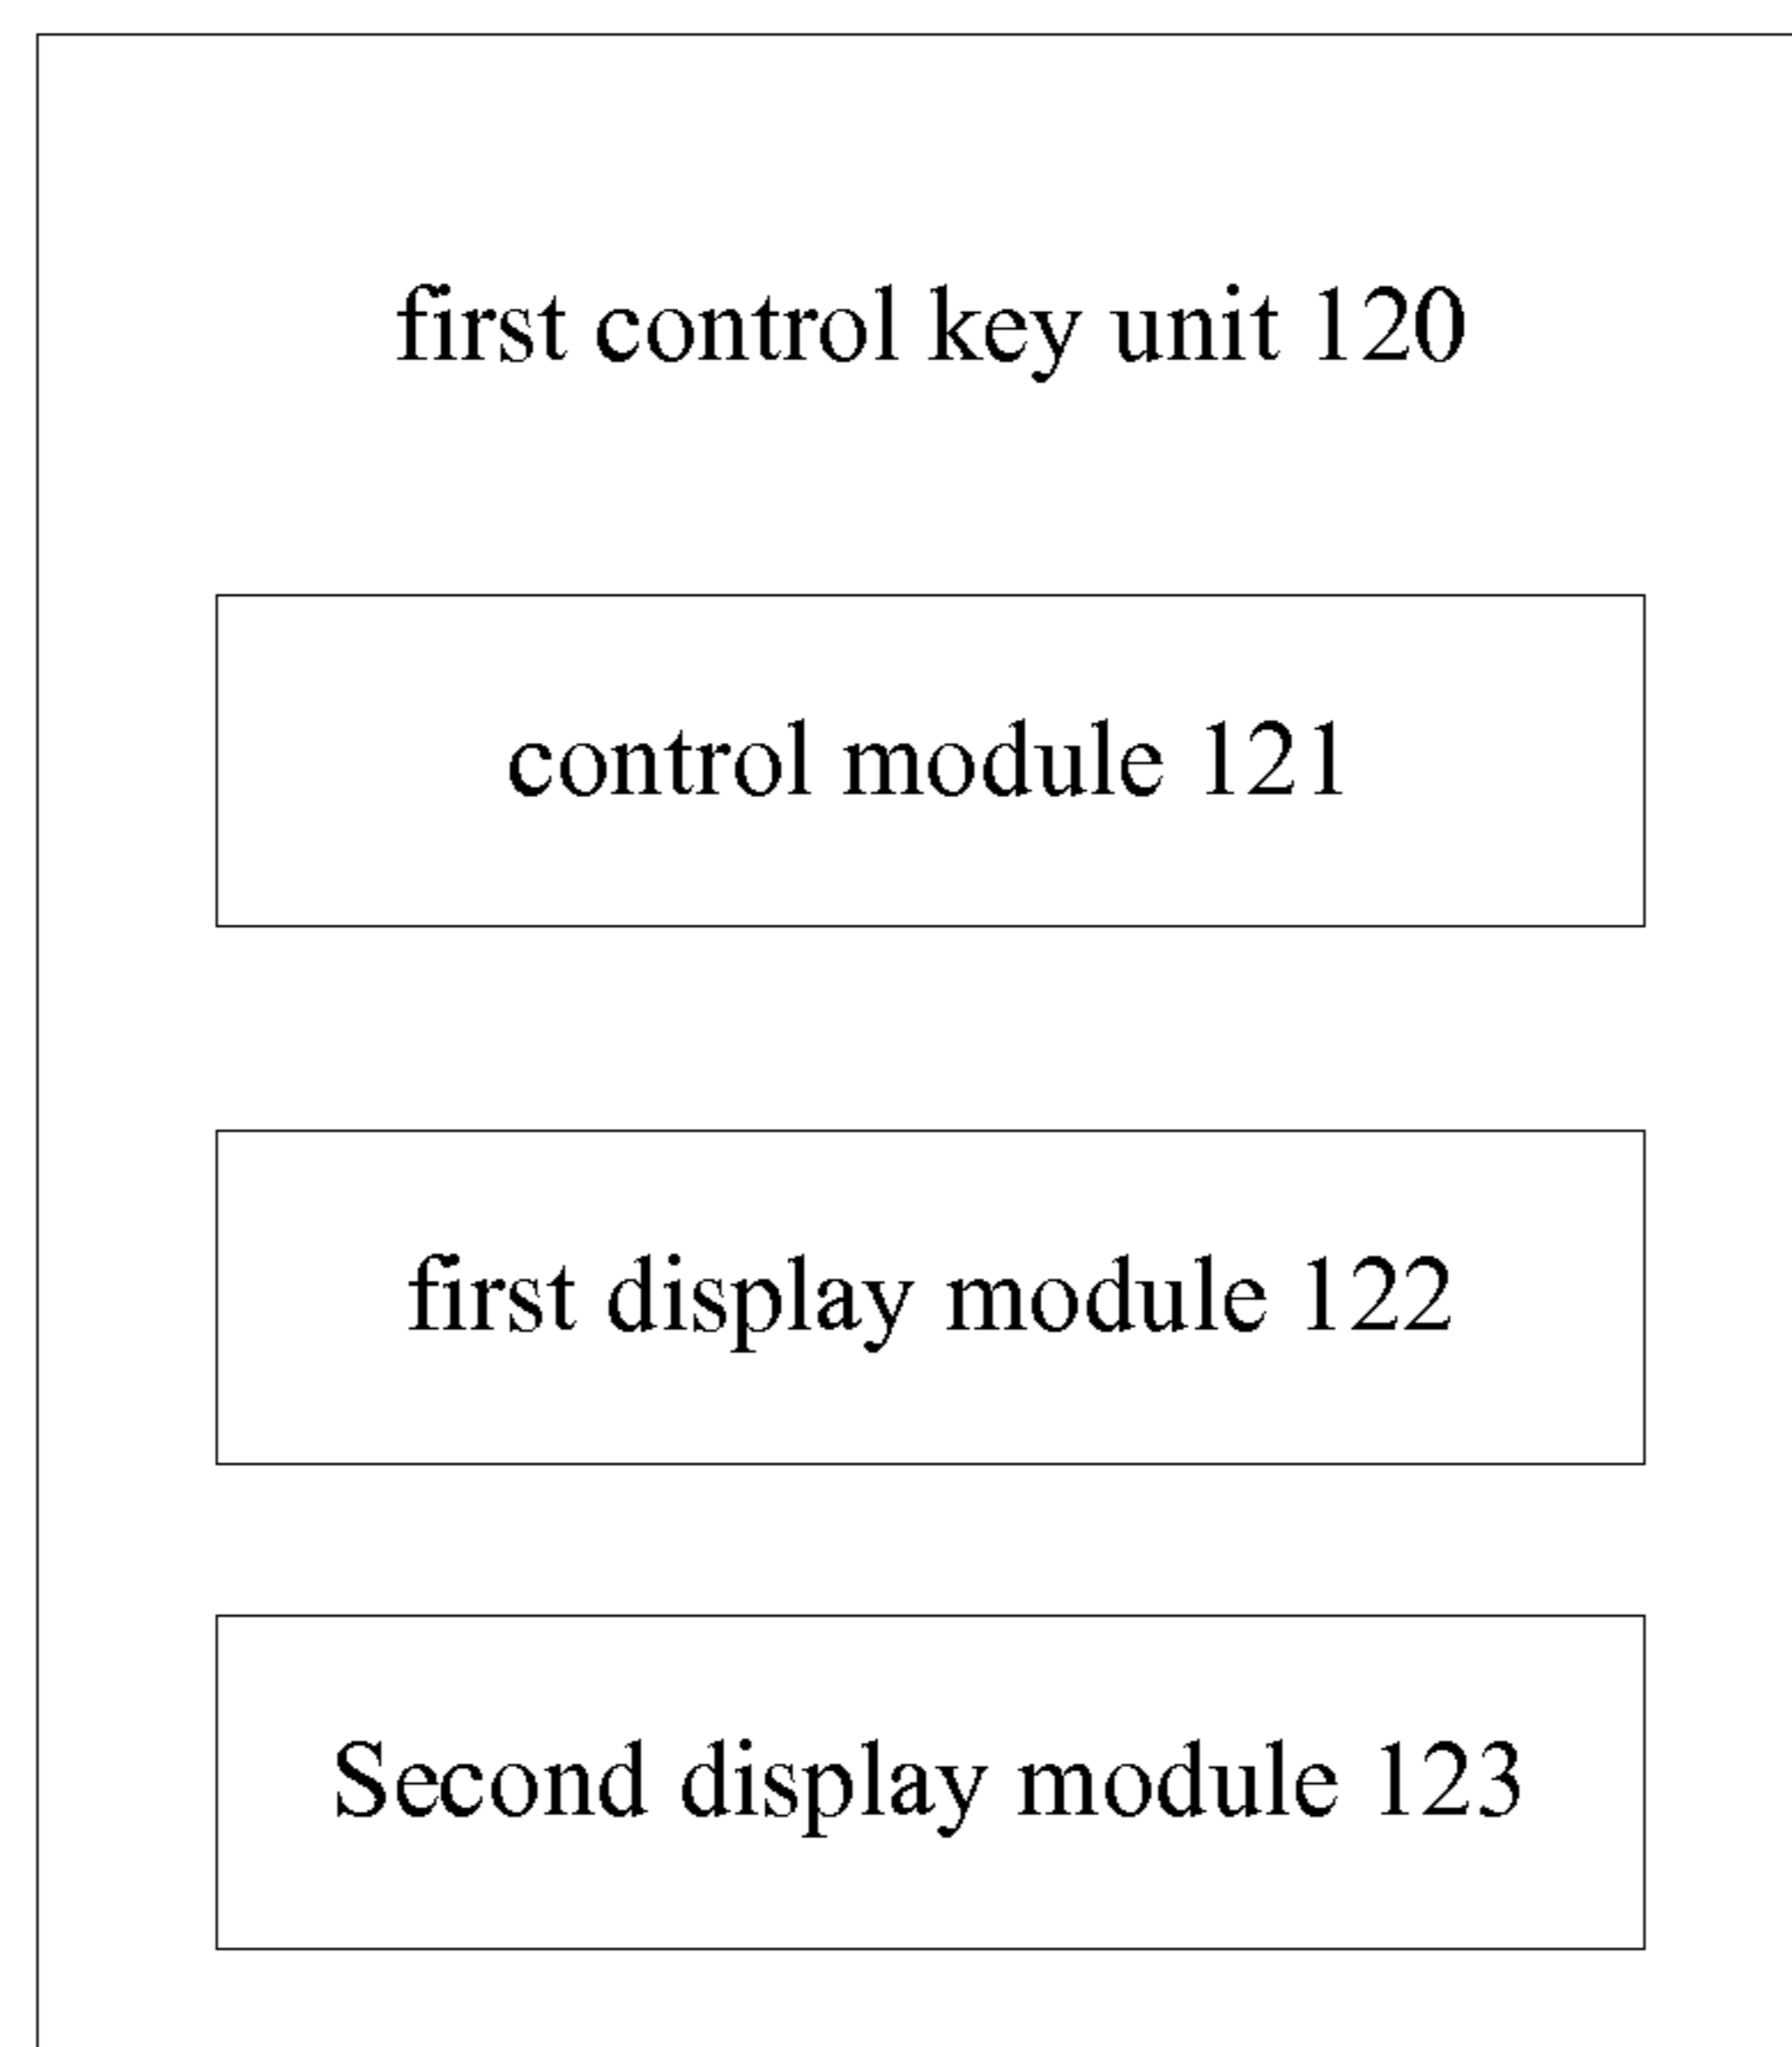 first control key unit 120
control module 121
first display module 122
Second display module 123